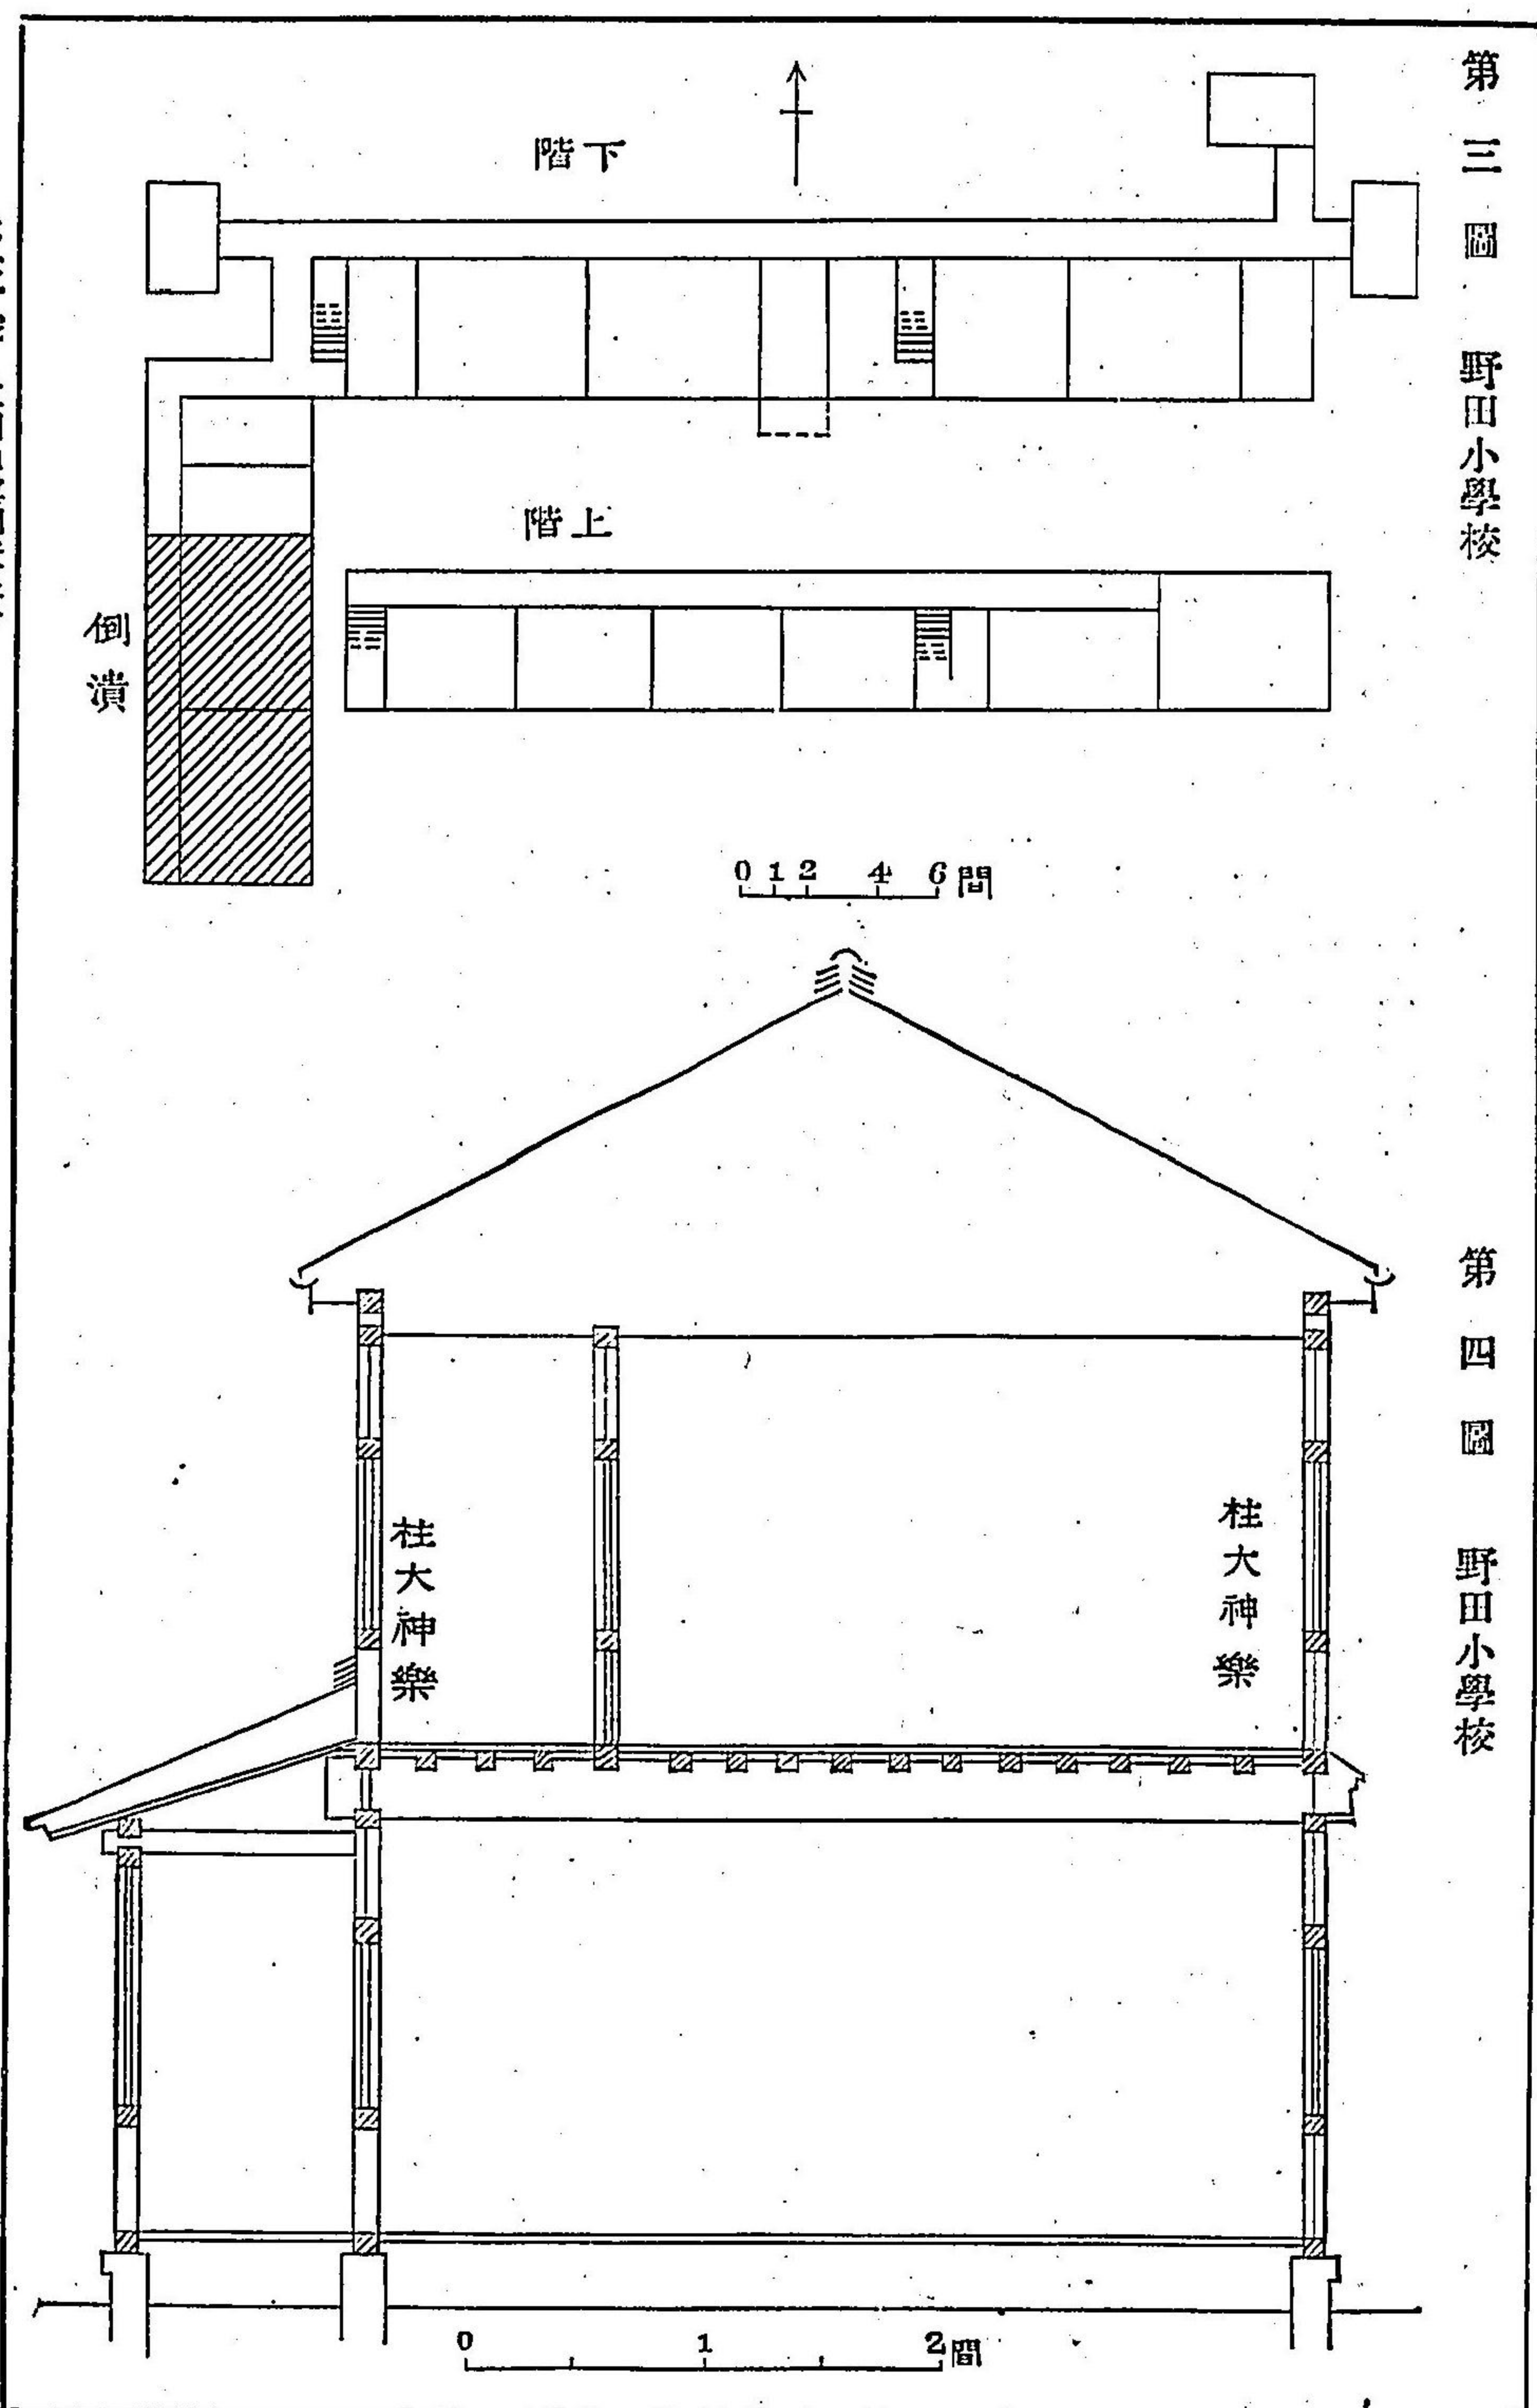 第三圖 野田小學校
階下
階上
倒潰
0 1 2 4 6 間
第四圖 野田小學校
柱大神樂
柱大神樂
0 1 2 間